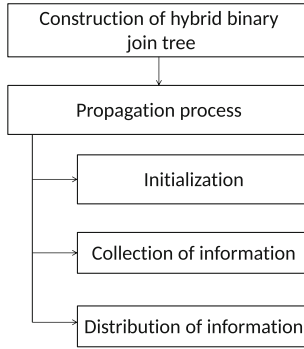 Construction of hybrid binary
join tree
Propagation process
Initialization
Collection of information
Distribution of information